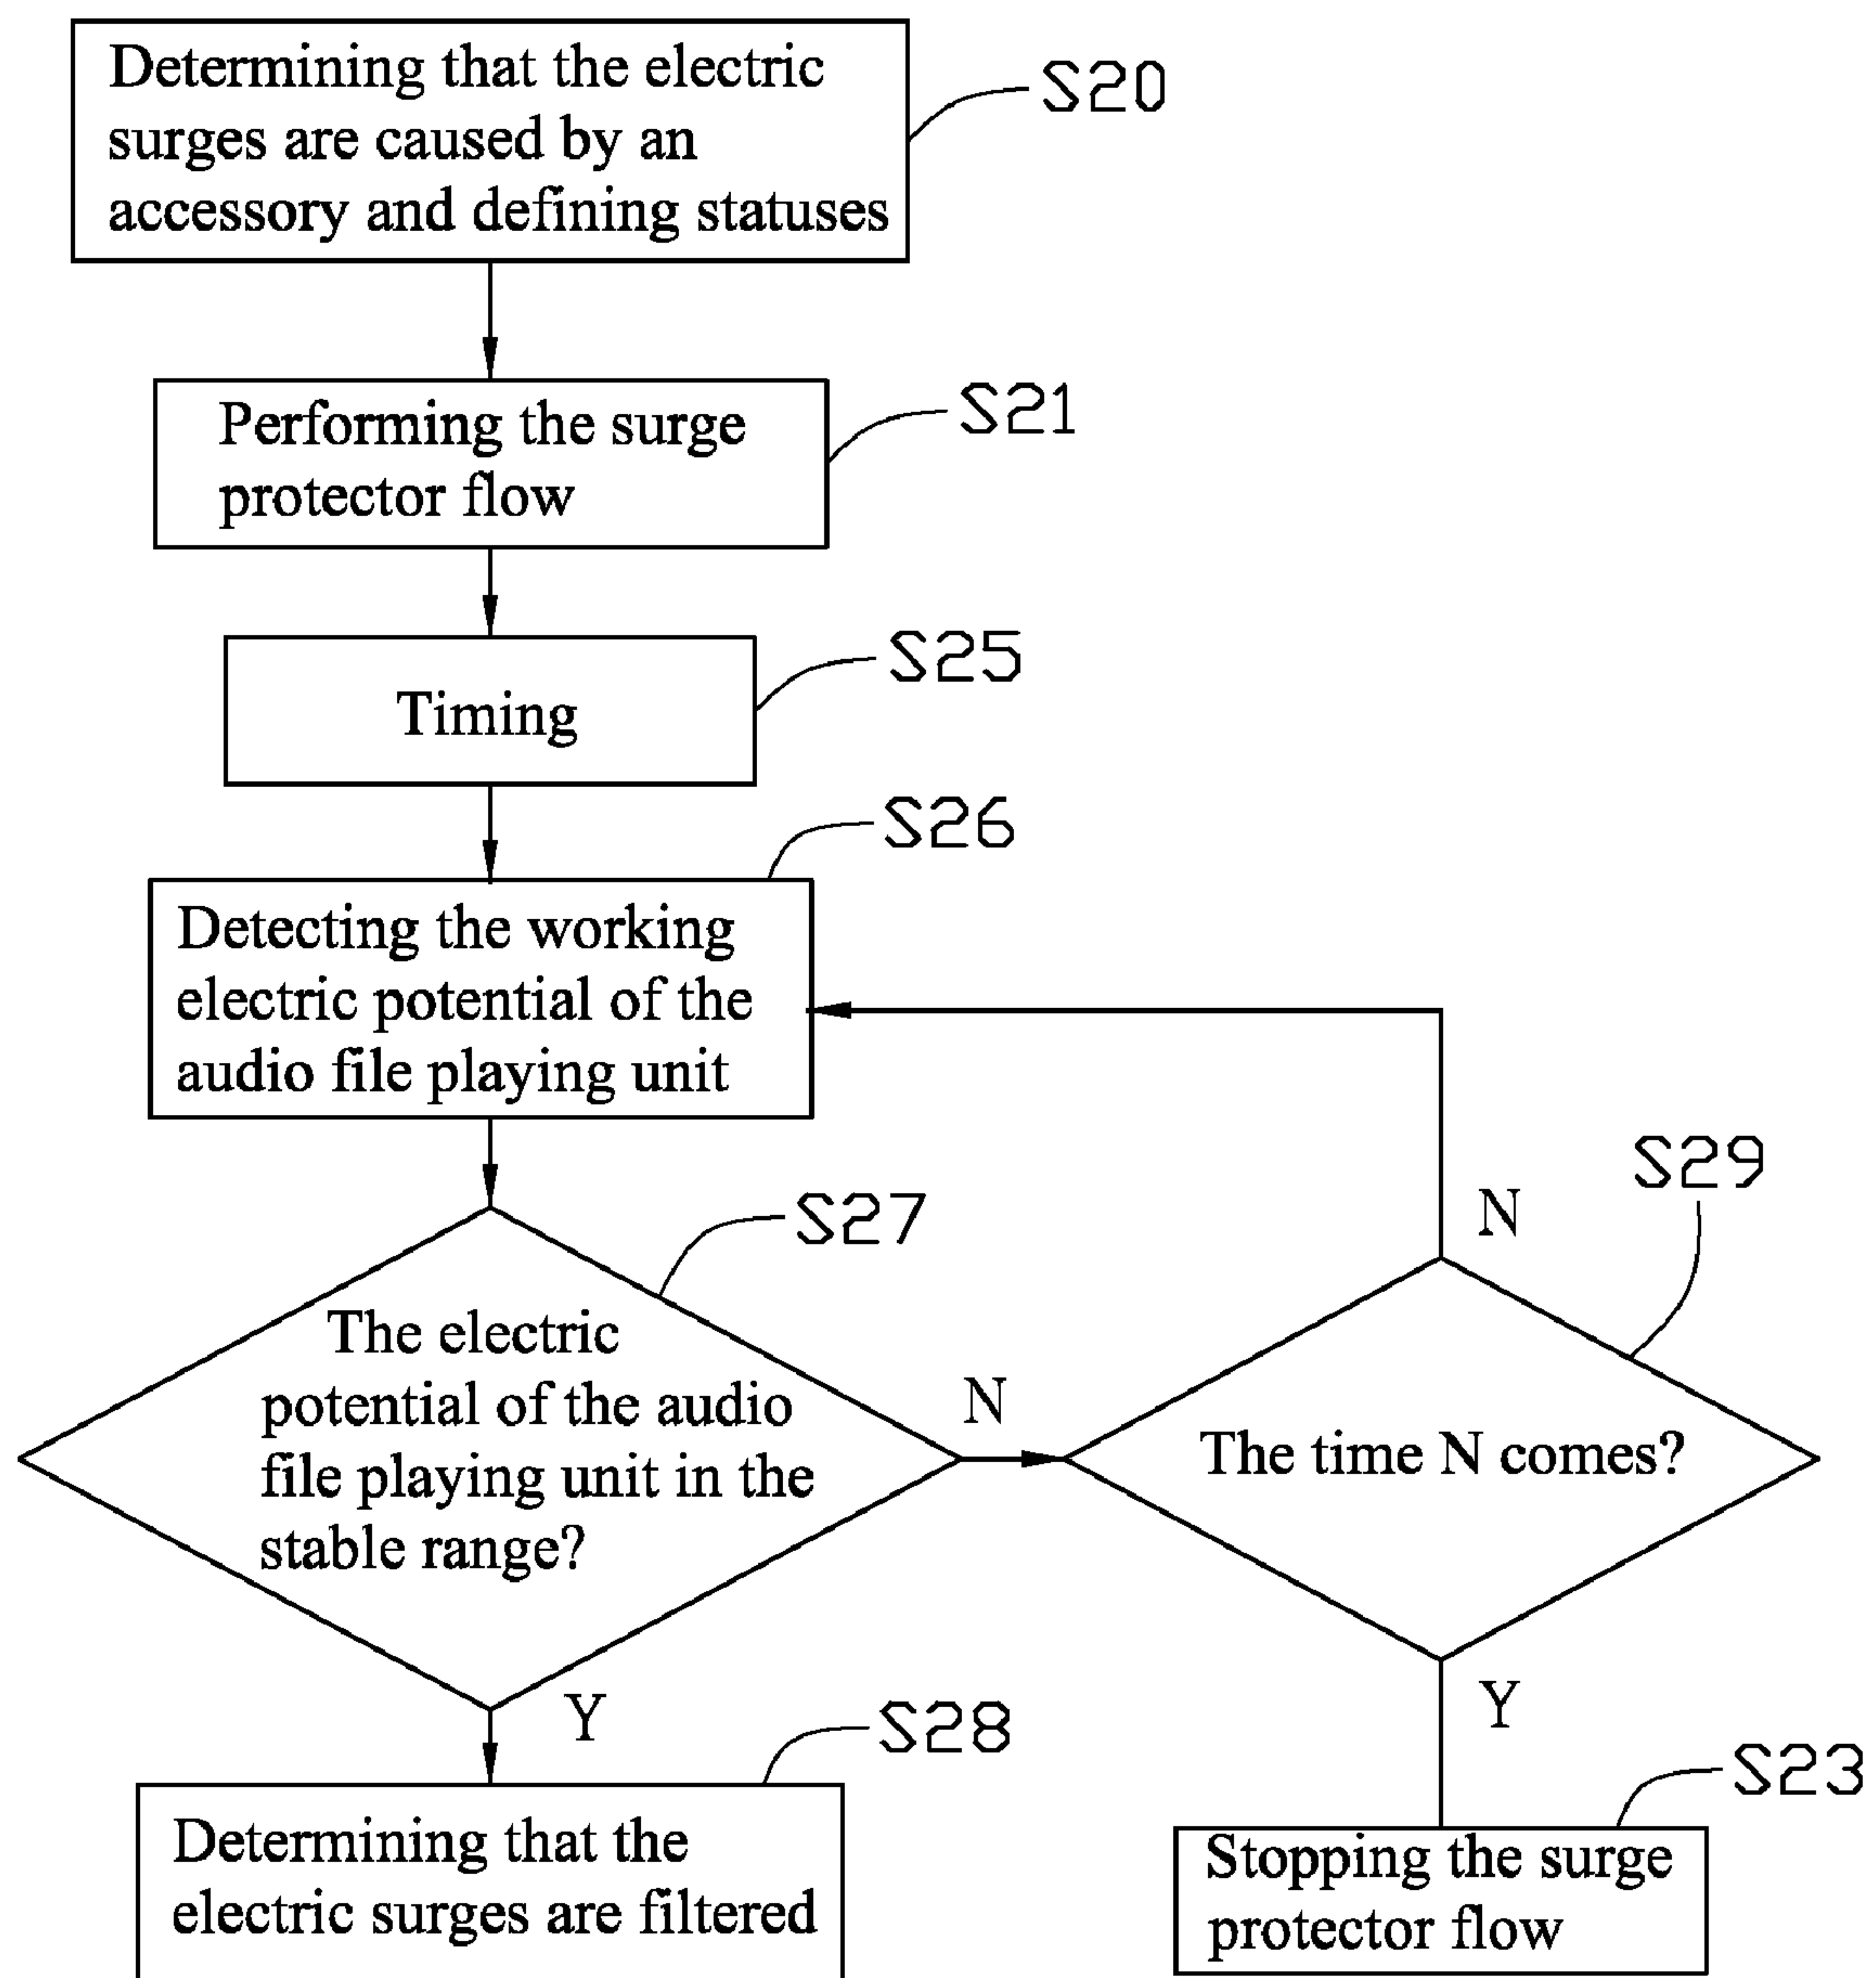 Determining that the electric
surges are caused by an
accessory and defining statuses
S20
Performing the surge
protector flow
S21
Timing
S25
S26
Detecting the working
electric potential of the
audio file playing unit
S27
The electric
potential of the audio
file playing unit in the
stable range?
N
S29
N
The time N comes?
Y
Y
S28
Determining that the
electric surges are filtered
S23
Stopping the surge
protector flow